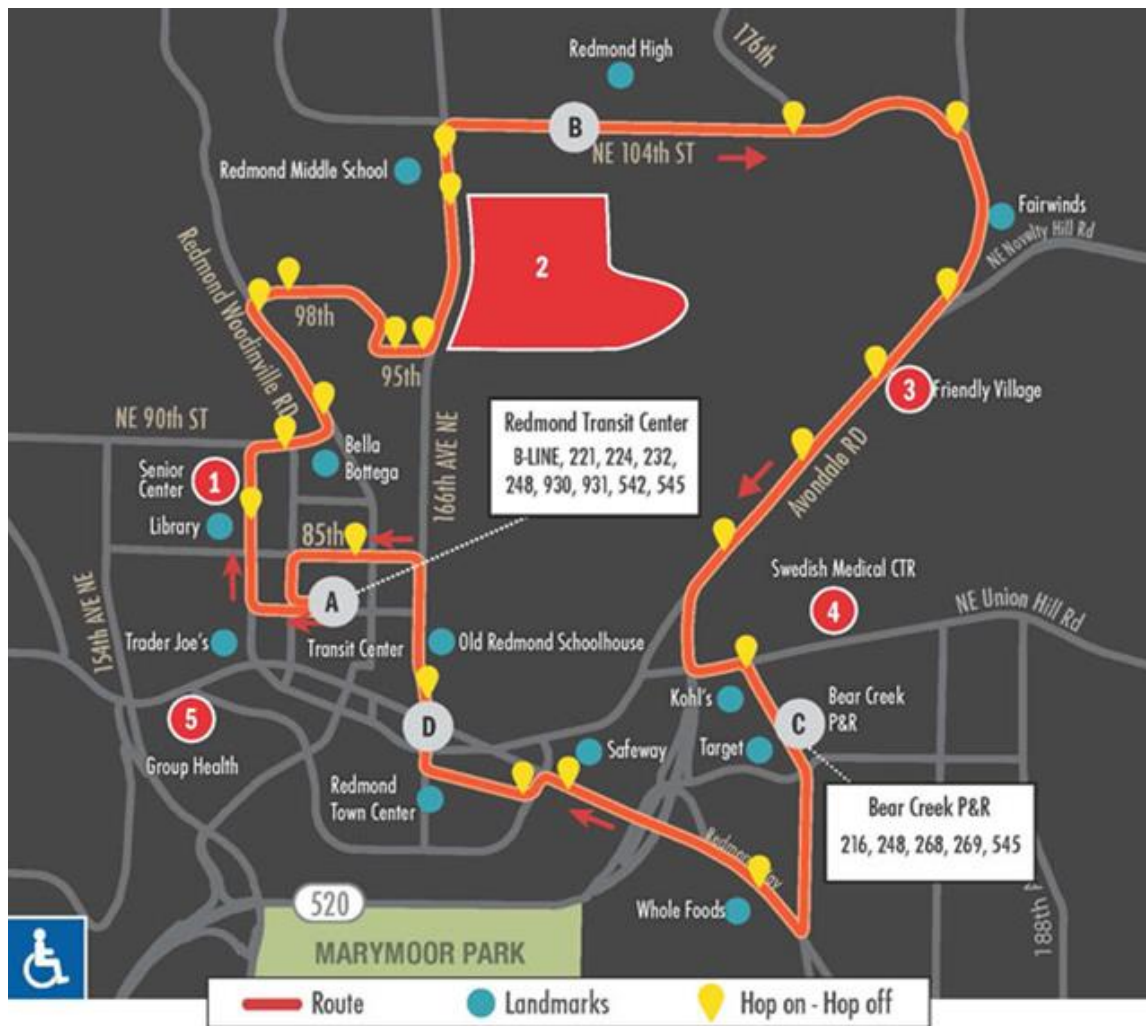 Redmond High
176th
B
NE 104th ST
Redmond Middle School
Fairwinds
NE Novelty Hill Rd
2
Redmond Woodinville RD
98th
95th
3
Friendly Village
NE 90th ST
Bella
Bottega
166th AVE NE
Redmond Transit Center
B-LINE, 221, 224, 232,
248, 930, 931, 542, 545
Avondale RD
Senior
Center
1
Library
85th
Swedish Medical CTR
4
NE Union Hill Rd
A
Transit Center
Old Redmond Schoolhouse
Trader Joe's
154th AVE NE
5
Group Health
D
Kohl's
C
Bear Creek
P&R
Target
Safeway
Redmond
Town Center
Bear Creek P&R
216, 248, 268, 269, 545
Whole Foods
188th
520
MARYMOOR PARK
Route
Landmarks
Hop on - Hop off